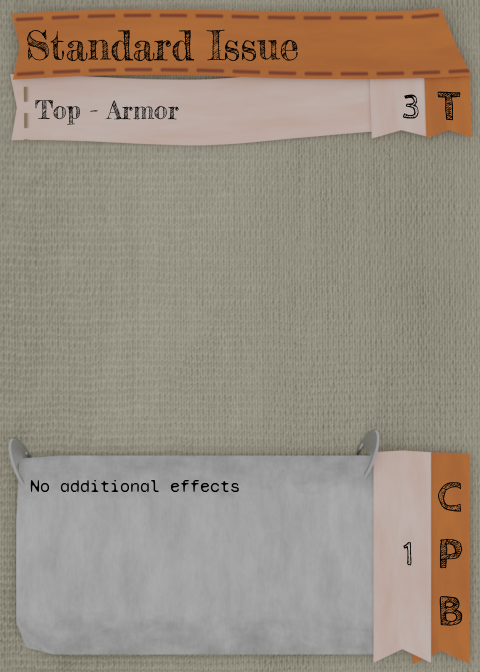 Standard Issue
Top - Armor
3 T
No additional effects
C
1 P
B